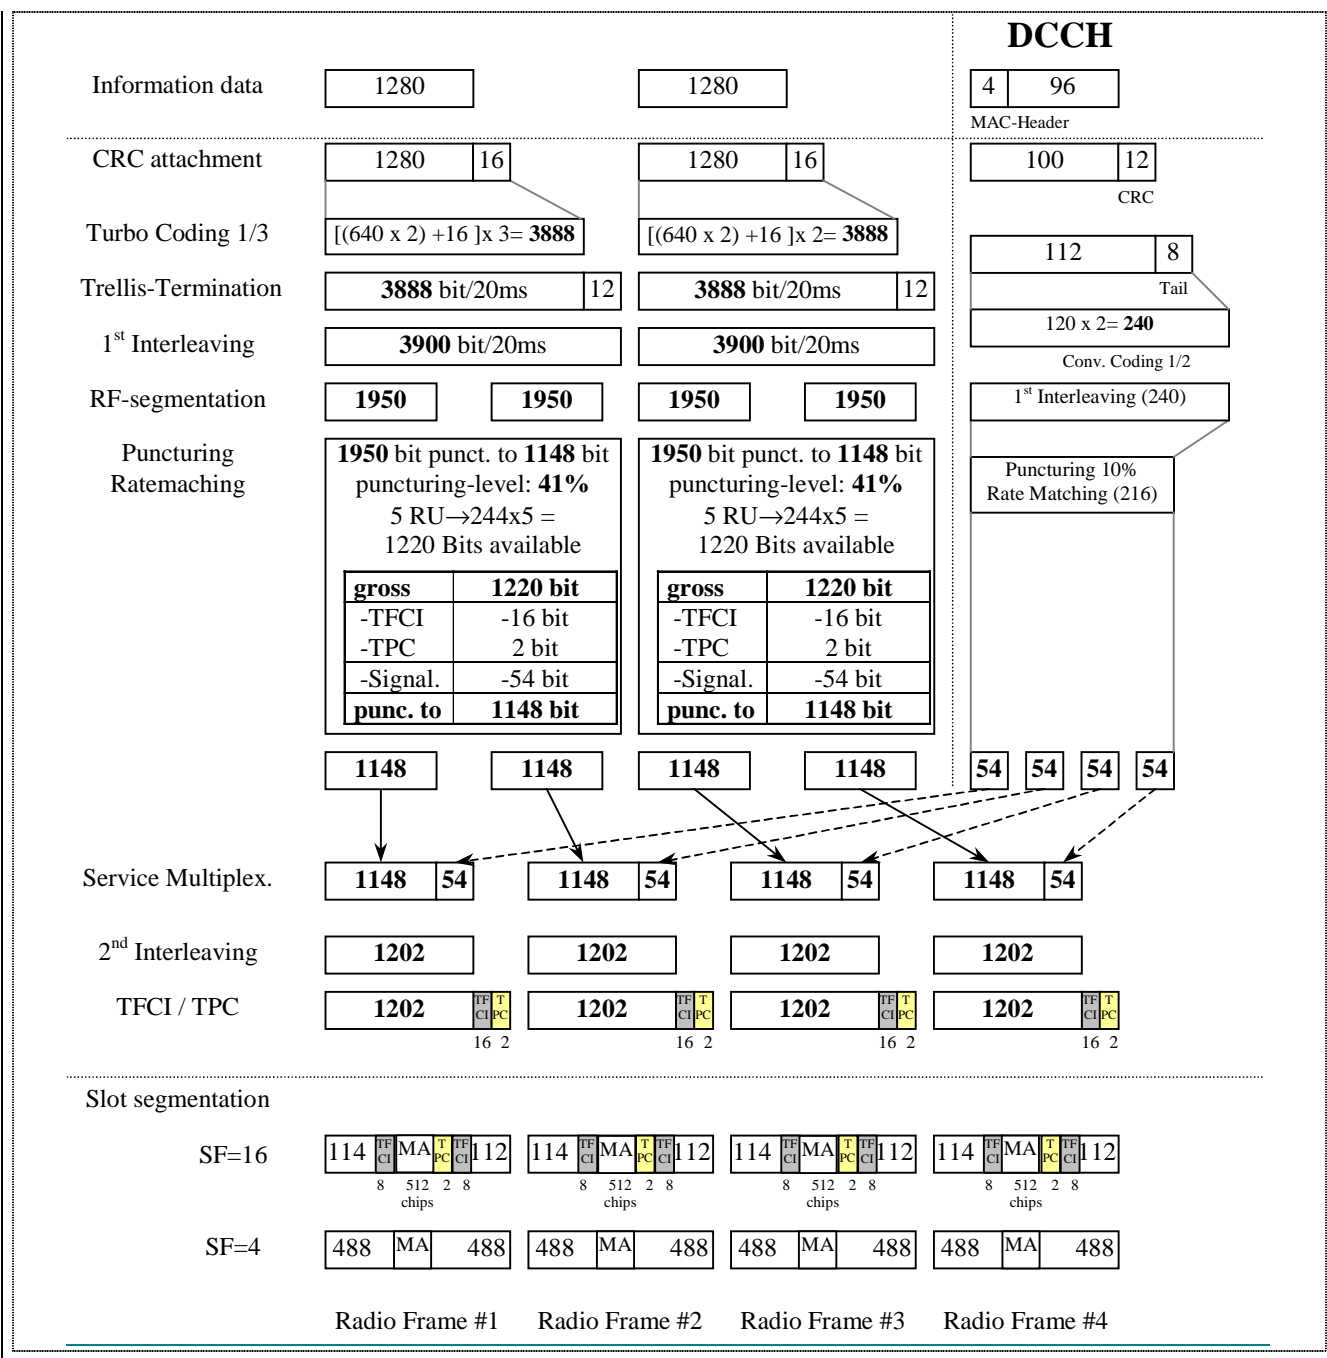 DCCH
Information data 1280 1280 4 96
MAC-Header
CRC attachment 1280 16 1280 16 100 12
CRC
Turbo Coding 1/3 [(640 x 2) +16 ]x 3= 3888 [(640 x 2) +16 ]x 2= 3888
112 8
Trellis-Termination 3888 bit/20ms 12 3888 bit/20ms 12
Tail
120 x 2= 240
1st Interleaving 3900 bit/20ms 3900 bit/20ms
Conv. Coding 1/2
RF-segmentation 1950 1950 1950 1950 1st Interleaving (240)
Puncturing
Ratemaching
1950 bit punct. to 1148 bit
puncturing-level: 41%
5 RU→244x5 =
1220 Bits available
gross 1220 bit
-TFCI -16 bit
-TPC 2 bit
-Signal. -54 bit
punc. to 1148 bit
1950 bit punct. to 1148 bit
puncturing-level: 41%
5 RU→244x5 =
1220 Bits available
gross 1220 bit
-TFCI -16 bit
-TPC 2 bit
-Signal. -54 bit
punc. to 1148 bit
Puncturing 10%
Rate Matching (216)
1148 1148 1148 1148 54 54 54 54
Service Multiplex. 1148 54 1148 54 1148 54 1148 54
2nd Interleaving 1202 1202 1202 1202
TFCI / TPC 1202 TF CI T PC 1202 TF CI T PC 1202 TF CI T PC 1202 TF CI T PC
16 2 16 2 16 2 16 2
Slot segmentation
SF=16 114 TF CI MA T PC TF CI 112 114 TF CI MA T PC TF CI 112 114 TF CI MA T PC TF CI 112 114 TF CI MA T PC TF CI 112
8 512 2 8 8 512 2 8 8 512 2 8 8 512 2 8
chips chips chips chips
SF=4 488 MA 488 488 MA 488 488 MA 488 488 MA 488
Radio Frame #1 Radio Frame #2 Radio Frame #3 Radio Frame #4